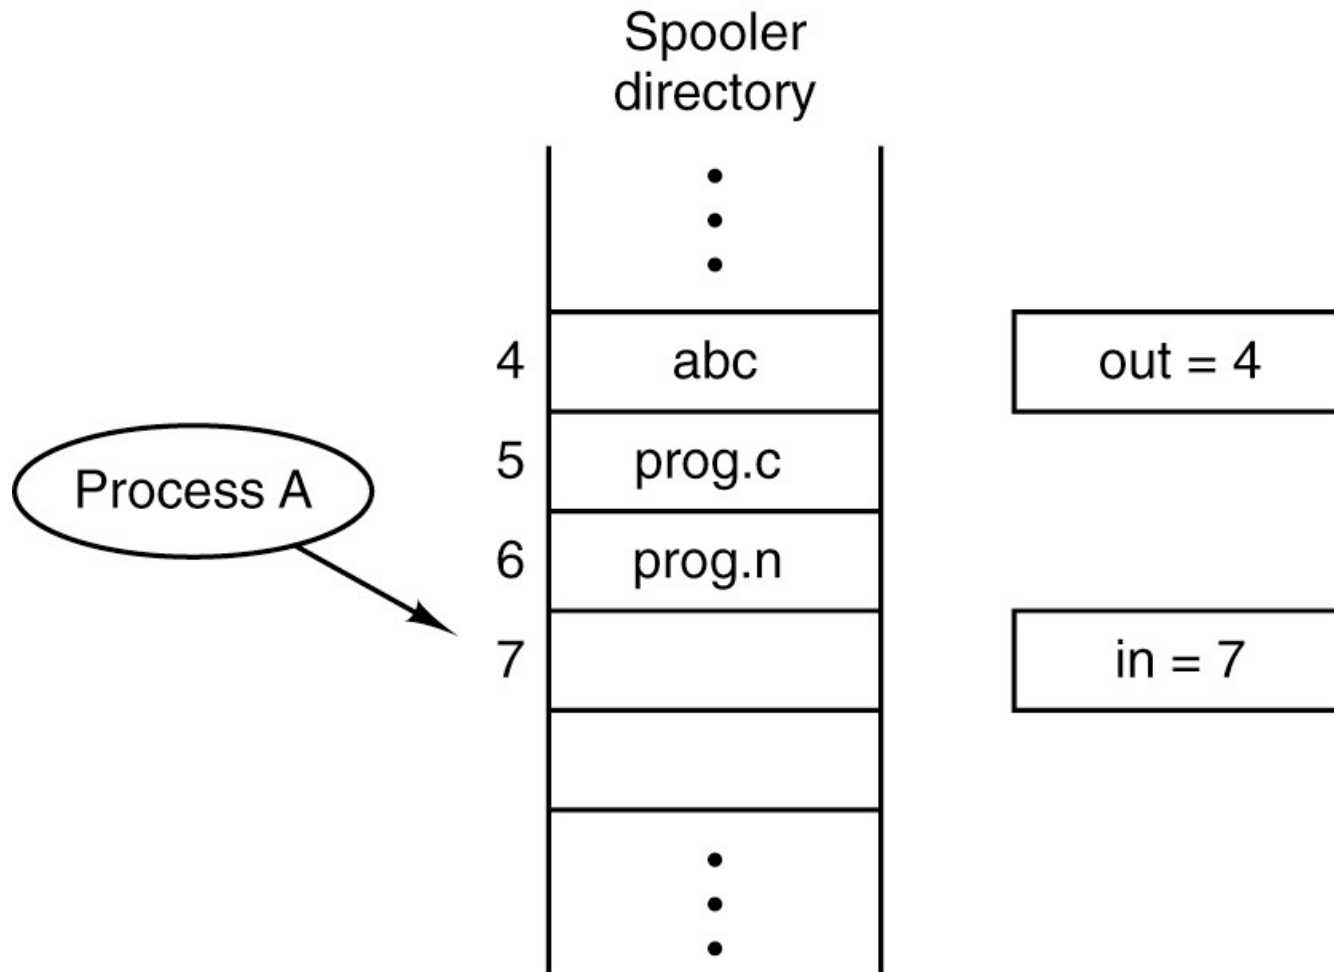 Spooler
directory
4 abc out = 4
5 prog.c
Process A
6 prog.n
7 in = 7